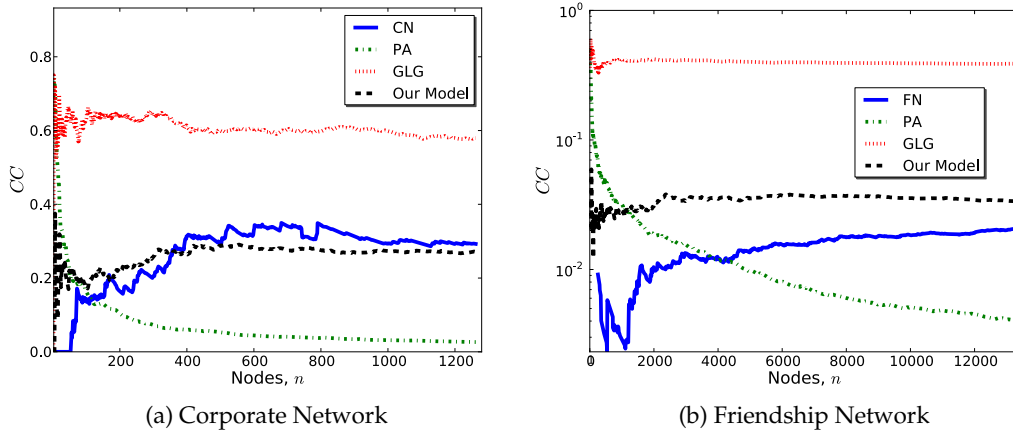 CN
PA
GLG
Our Model
0.8
0.6
0.4
0.2
0.0
CC
200
400
600
800
1000
1200
Nodes, n
(a) Corporate Network
FN
PA
GLG
Our Model
10^0
10^-1
10^-2
CC
0
2000
4000
6000
8000
10000
12000
Nodes, n
(b) Friendship Network